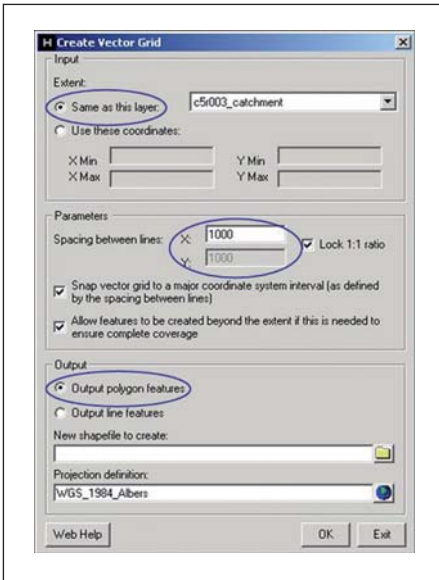 H Create Vector Grid
Input
Extent:
Same as this layer: c5r003_catchment
Use these coordinates:
X Min Y Min
X Max Y Max
Parameters
Spacing between lines: X: 1000 Lock 1:1 ratio
Y: 1000
Snap vector grid to a major coordinate system interval (as defined
by the spacing between lines)
Allow features to be created beyond the extent if this is needed to
ensure complete coverage
Output
Output polygon features
Output line features
New shapefile to create:
Projection definition:
WGS_1984_Albers
Web Help OK Exit